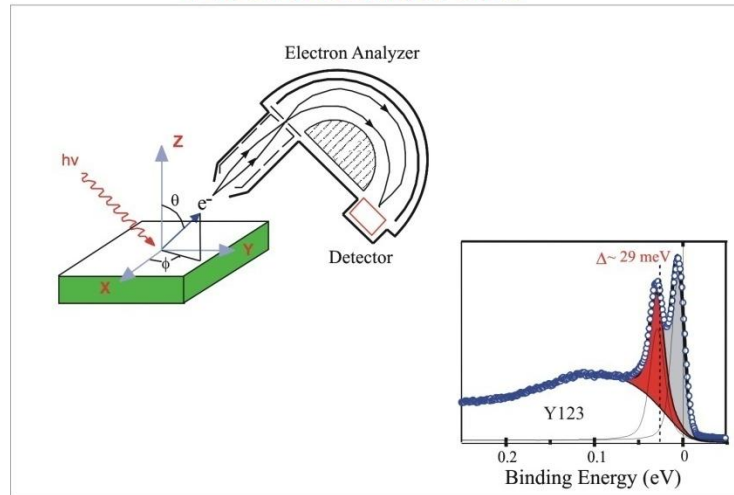 Electron Analyzer
Z
hν
θ
e-
Y
ϕ
X
Detector
Δ~ 29 meV
Y123
0.2
0.1
0
Binding Energy (eV)